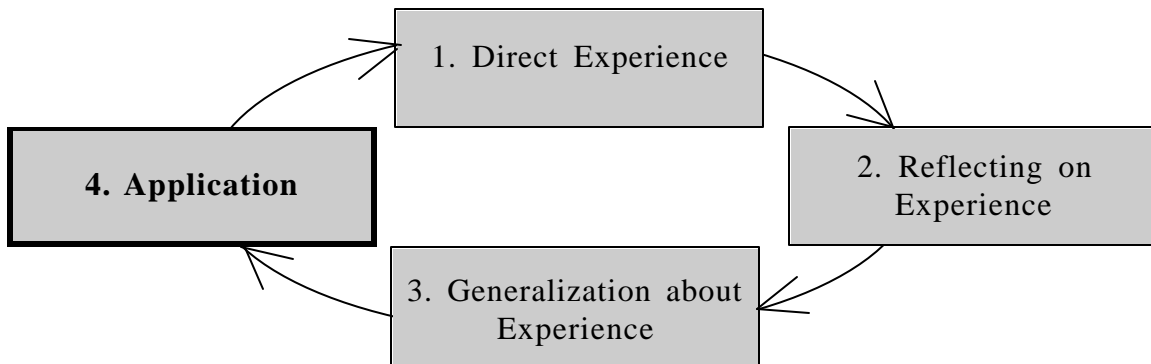 1. Direct Experience
2. Reflecting on
Experience
3. Generalization about
Experience
4. Application